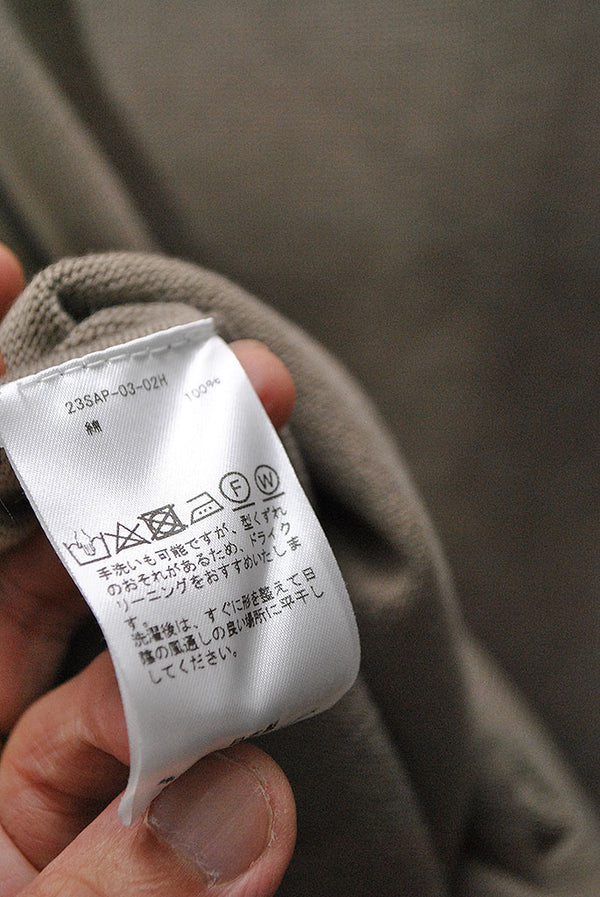 23SAP-03-02H
綿 100%
F W
手洗いも可能ですが、型くずれ
のおそれがあるため、ドライク
リーニングをおすすめいたしま
す。
洗濯後は、すぐに形を整えて日
陰の風通しの良い場所に平干し
してください。